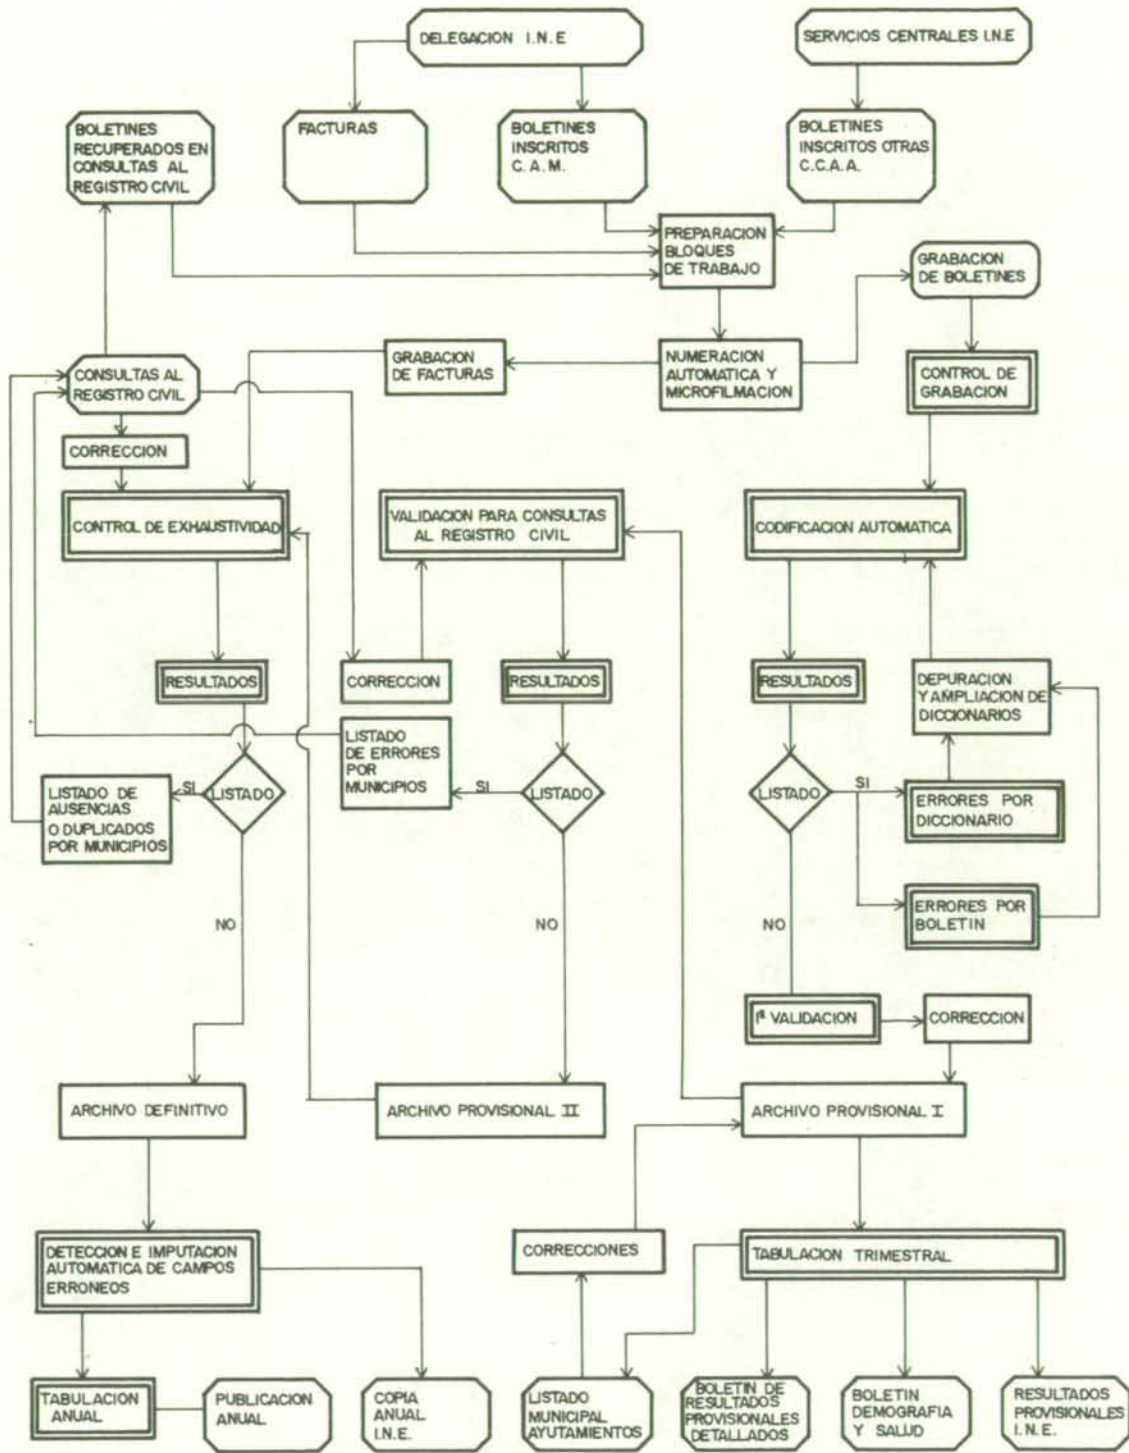 DELEGACION I.N.E
SERVICIOS CENTRALES I.N.E
BOLETINES
RECUPERADOS EN
CONSULTAS AL
REGISTRO CIVIL
FACTURAS
BOLETINES
INSCRITOS
C.A.M.
BOLETINES
INSCRITOS OTRAS
C.C.A.A.
PREPARACION
BLOQUES
DE TRABAJO
GRABACION
DE BOLETINES
CONSULTAS AL
REGISTRO CIVIL
GRABACION
DE FACTURAS
NUMERACION
AUTOMATICA Y
MICROFILMACION
CONTROL DE
GRABACION
CORRECCION
CONTROL DE EXHAUSTIVIDAD
VALIDACION PARA CONSULTAS
AL REGISTRO CIVIL
CODIFICACION AUTOMATICA
RESULTADOS
CORRECCION
RESULTADOS
RESULTADOS
DEPURACION
Y AMPLIACION DE
DICCIONARIOS
LISTADO
DE ERRORES
POR
MUNICIPIOS
LISTADO DE
AUSENCIAS
O DUPLICADOS
POR MUNICIPIOS
SI
LISTADO
SI
LISTADO
LISTADO
SI
ERRORES POR
DICCIONARIO
ERRORES POR
BOLETIN
NO
NO
NO
1ª VALIDACION
CORRECCION
ARCHIVO DEFINITIVO
ARCHIVO PROVISIONAL II
ARCHIVO PROVISIONAL I
DETECCION E IMPUTACION
AUTOMATICA DE CAMPOS
ERRONEOS
CORRECCIONES
TABULACION TRIMESTRAL
TABULACION
ANUAL
PUBLICACION
ANUAL
COPIA
ANUAL
I.N.E.
LISTADO
MUNICIPAL
AYUTAMIENTOS
BOLETIN DE
RESULTADOS
PROVISIONALES
DETALLADOS
BOLETIN
DEMOGRAFIA
Y SALUD
RESULTADOS
PROVISIONALES
I.N.E.